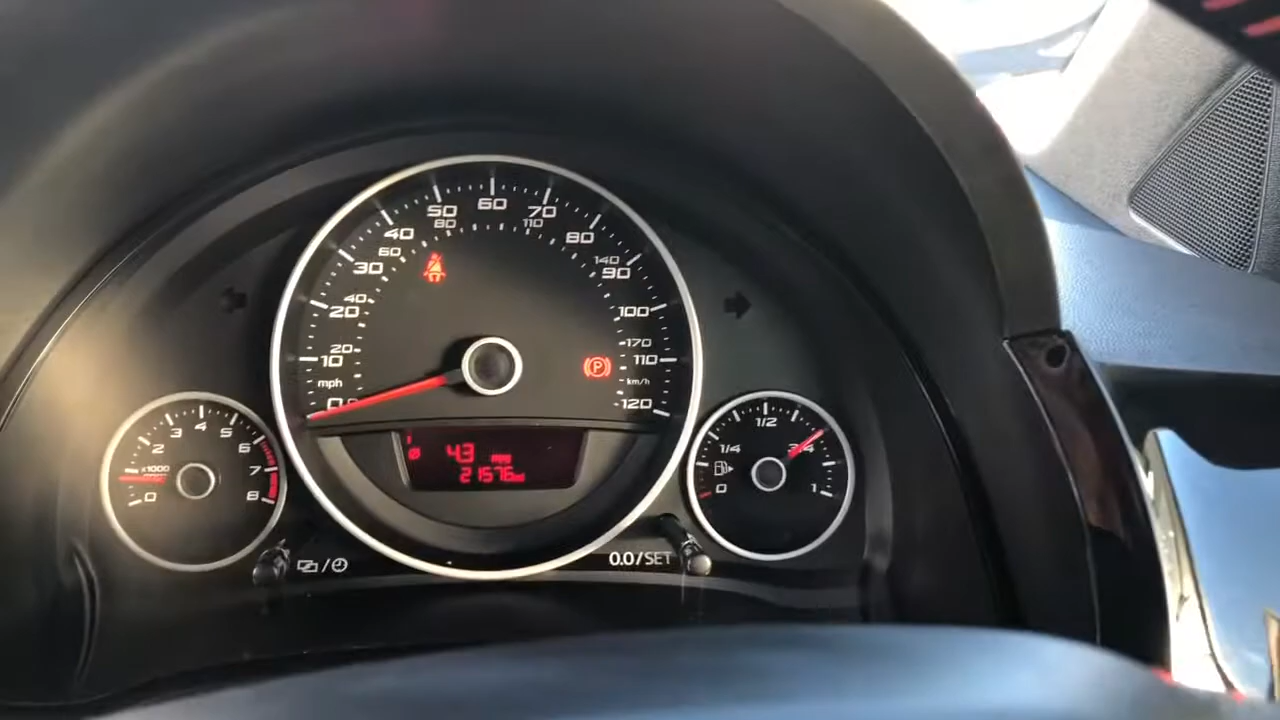 50 60 70
80 110
40 80
60 140
30 90
40
20 100
20 170
10 110
mph km/h
0 120
P
1/2
3 4 5
2 6
1/4 3/4
x1000
7
0 8
0 1
43 mpg
21576
0.0/SET